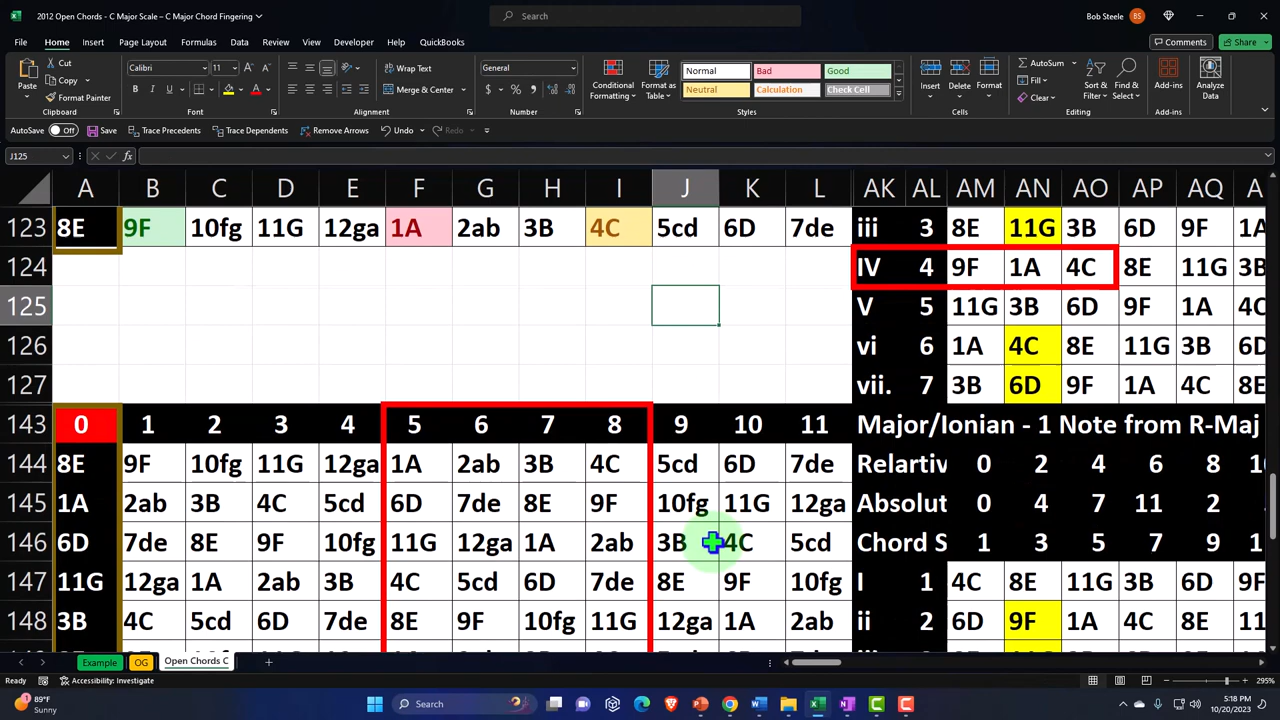 2012 Open Chords - C Major Scale – C Major Chord Fingering
Search
Bob Steele BS
File Home Insert Page Layout Formulas Data Review View Developer Help QuickBooks
Comments Share
Cut
Copy
Paste
Format Painter
Calibri 11
Wrap Text
Merge & Center
General
Conditional Formatting
Format as Table
Normal Bad Good
Neutral Calculation Check Cell
Insert Delete Format
AutoSum
Fill
Clear
Sort & Filter
Find & Select
Add-ins
Analyze Data
Clipboard Font Alignment Number Styles Cells Editing Add-ins
AutoSave Off Save Trace Precedents Trace Dependents Remove Arrows Undo Redo
J125 fx
A B C D E F G H I J K L AK AL AM AN AO AP AQ A
123 8E 9F 10fg 11G 12ga 1A 2ab 3B 4C 5cd 6D 7de iii 3 8E 11G 3B 6D 9F 1A
124 IV 4 9F 1A 4C 8E 11G 3B
125 V 5 11G 3B 6D 9F 1A 4C
126 vi 6 1A 4C 8E 11G 3B 6D
127 vii. 7 3B 6D 9F 1A 4C 8E
143 0 1 2 3 4 5 6 7 8 9 10 11 Major/Ionian - 1 Note from R-Maj
144 8E 9F 10fg 11G 12ga 1A 2ab 3B 4C 5cd 6D 7de Relartiv 0 2 4 6 8 10
145 1A 2ab 3B 4C 5cd 6D 7de 8E 9F 10fg 11G 12ga Absolut 0 4 7 11 2
146 6D 7de 8E 9F 10fg 11G 12ga 1A 2ab 3B 4C 5cd Chord S 1 3 5 7 9 1
147 11G 12ga 1A 2ab 3B 4C 5cd 6D 7de 8E 9F 10fg I 1 4C 8E 11G 3B 6D 9F
148 3B 4C 5cd 6D 7de 8E 9F 10fg 11G 12ga 1A 2ab ii 2 6D 9F 1A 4C 8E 11
Example OG Open Chords C
Ready Accessibility: Investigate 295%
89°F
Sunny
Search
5:18 PM
10/20/2023